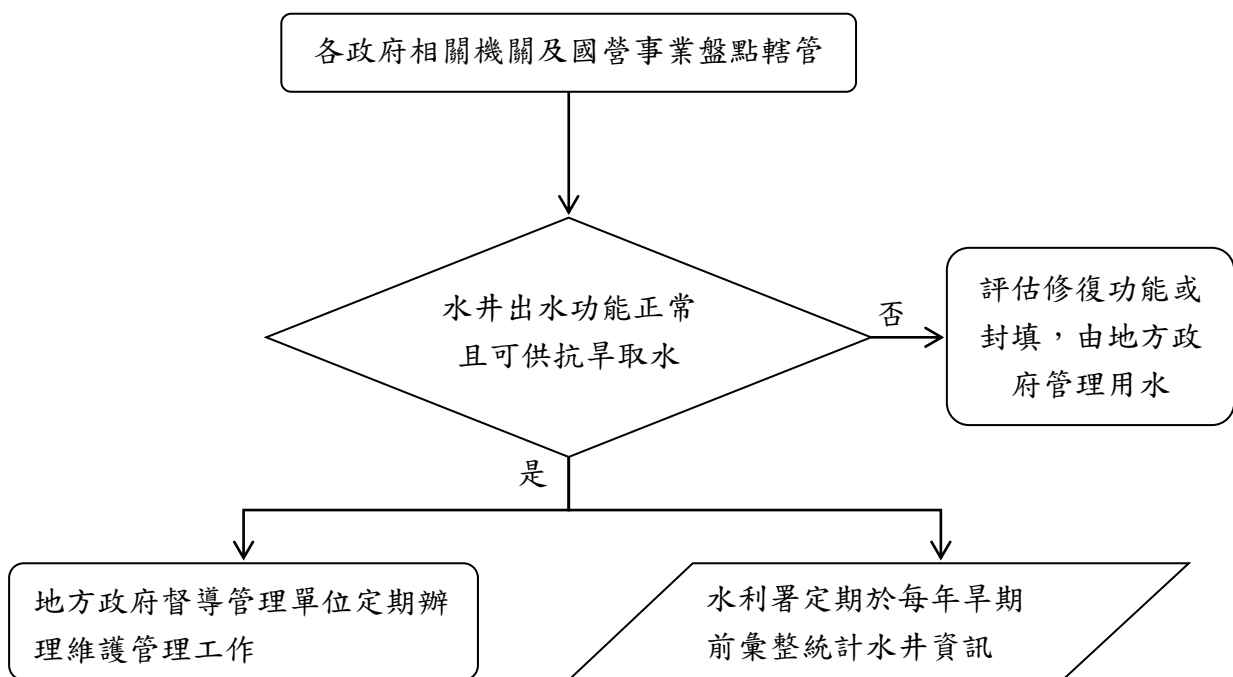 各政府相關機關及國營事業盤點轄管
水井出水功能正常
且可供抗旱取水
否
評估修復功能或
封填，由地方政
府管理用水
是
地方政府督導管理單位定期辦
理維護管理工作
水利署定期於每年旱期
前彙整統計水井資訊